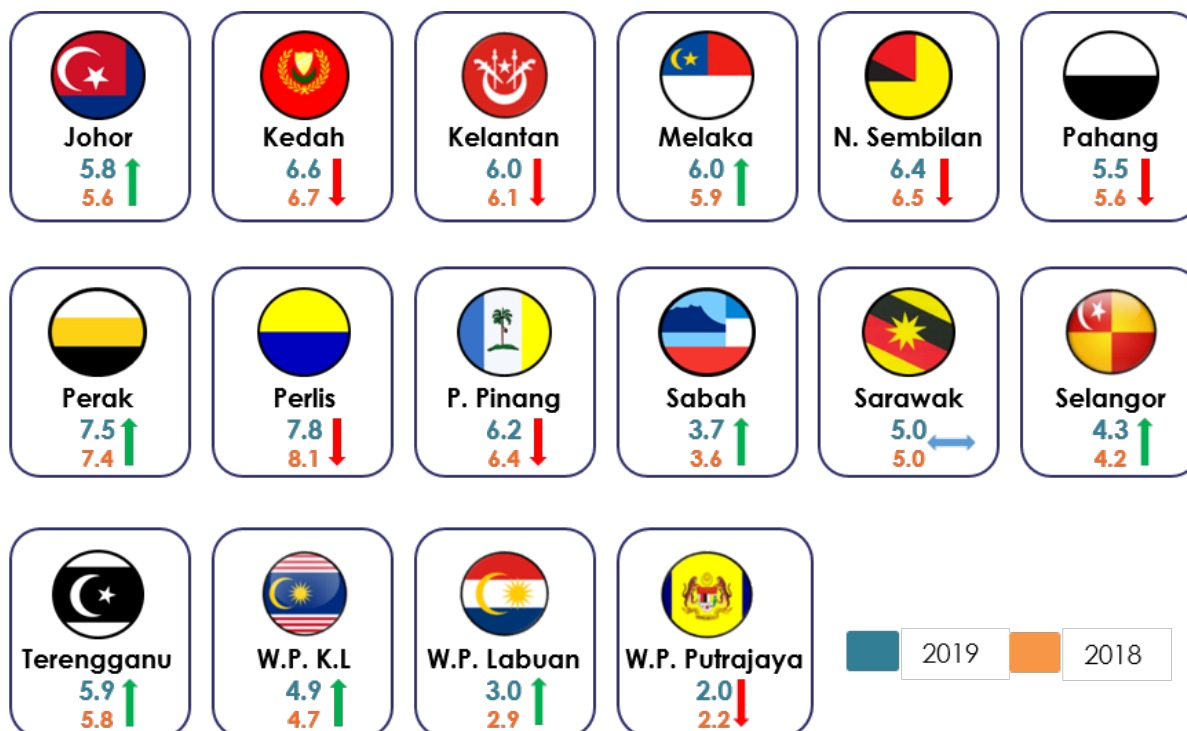 Johor
5.8
5.6
Kedah
6.6
6.7
Kelantan
6.0
6.1
Melaka
6.0
5.9
N. Sembilan
6.4
6.5
Pahang
5.5
5.6
Perak
7.5
7.4
Perlis
7.8
8.1
P. Pinang
6.2
6.4
Sabah
3.7
3.6
Sarawak
5.0
5.0
Selangor
4.3
4.2
Terengganu
5.9
5.8
W.P. K.L
4.9
4.7
W.P. Labuan
3.0
2.9
W.P. Putrajaya
2.0
2.2
2019
2018